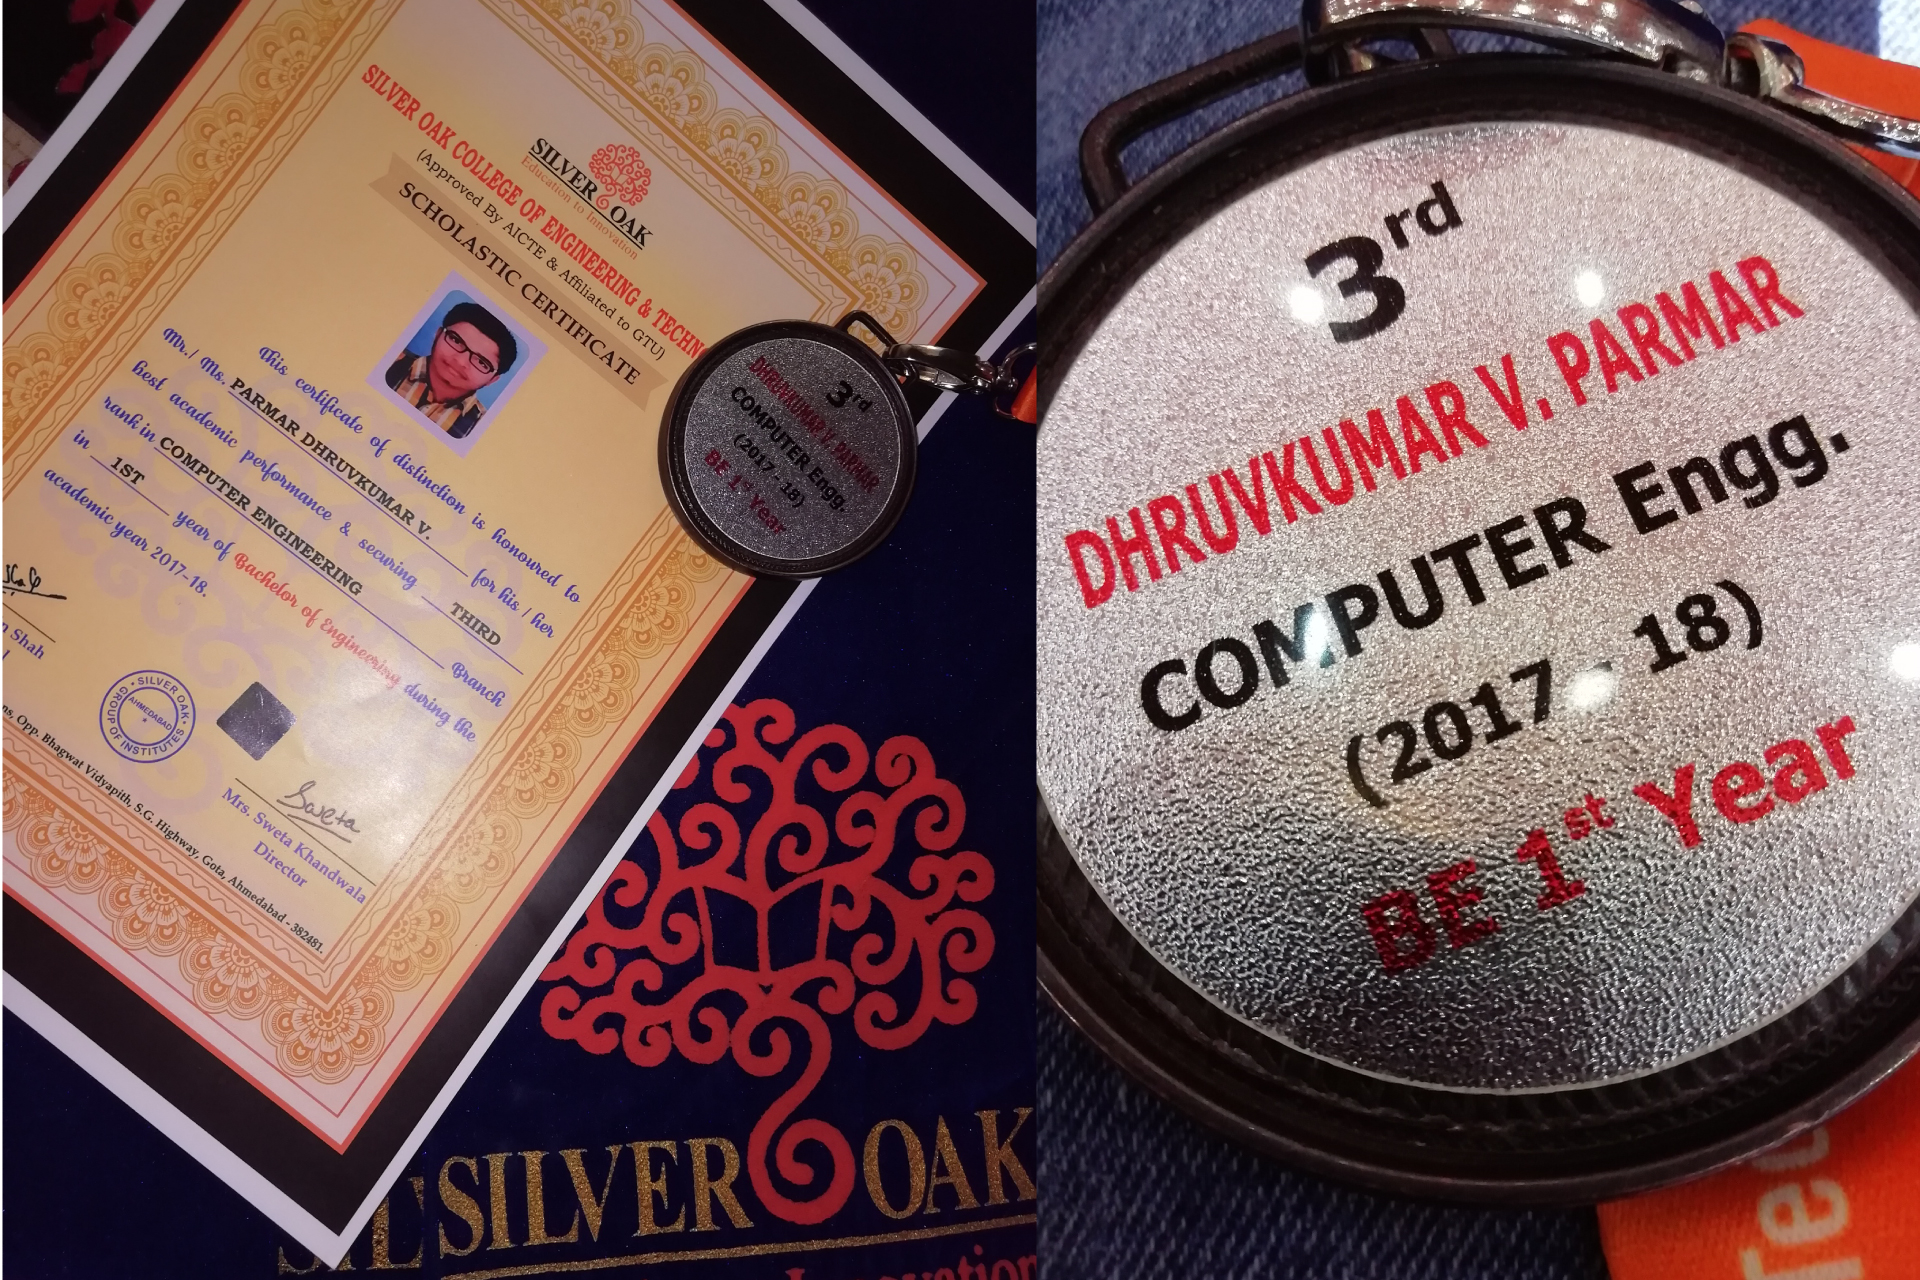 SILVER OAK
Education to Innovation
SILVER OAK COLLEGE OF ENGINEERING & TECHN
(Approved By AICTE & Affiliated to GTU)
SCHOLASTIC CERTIFICATE
This certificate of distinction is honoured to
Mr./ Ms. PARMAR DHRUVKUMAR V. for his / her
best academic performance & securing THIRD
rank in COMPUTER ENGINEERING Branch
in 1ST year of Bachelor of Engineering during the
academic year 2017-18.
Shah
SILVER OAK
GROUP OF INSTITUTES
AHMEDABAD
Sweta
Mrs. Sweta Khandwala
Director
Opp. Bhagwat Vidyapith, S.G. Highway, Gota, Ahmedabad - 382481.
3rd
DHRUVKUMAR V. PARMAR
COMPUTER Engg.
(2017 - 18)
BE 1st Year
SILVER OAK
3rd
DHRUVKUMAR V. PARMAR
COMPUTER Engg.
(2017 - 18)
BE 1st Year